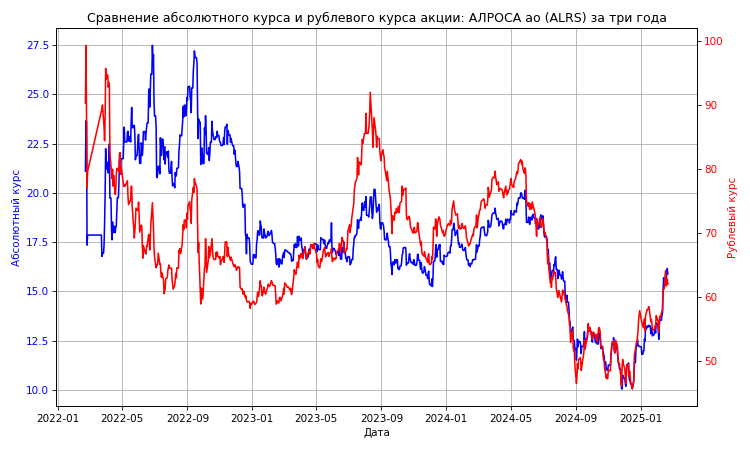 Сравнение абсолютного курса и рублевого курса акции: АЛРОСА ао (ALRS) за три года
27.5
25.0
22.5
20.0
17.5
15.0
12.5
10.0
Абсолютный курс
100
90
80
70
60
50
Рублевый курс
2022-01 2022-05 2022-09 2023-01 2023-05 2023-09 2024-01 2024-05 2024-09 2025-01
Дата